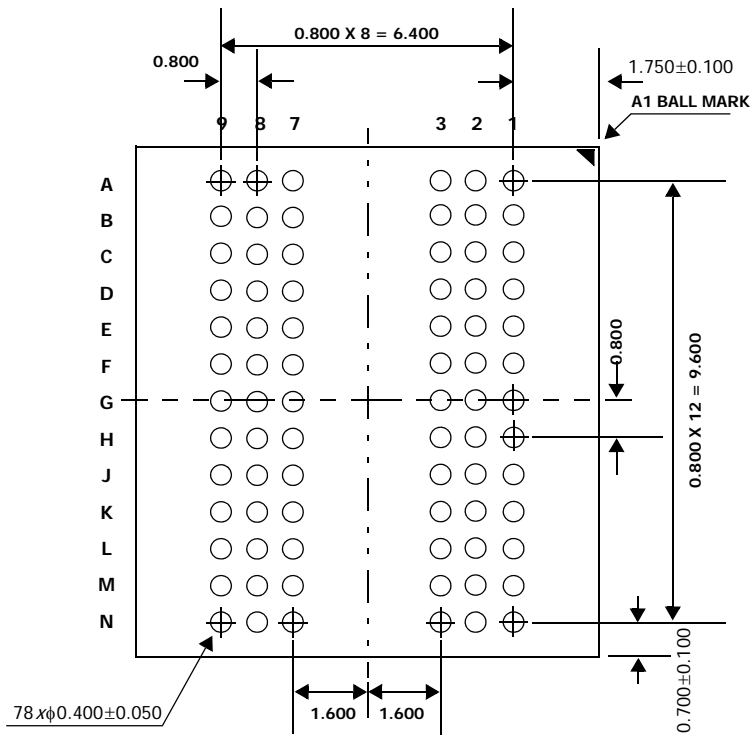 0.800 X 8 = 6.400
0.800
1.750±0.100
A1 BALL MARK
9 8 7 3 2 1
A
B
C
D
E
F
G
H
J
K
L
M
N
0.800
0.800 X 12 = 9.600
0.700±0.100
78xϕ0.400±0.050
1.600 1.600